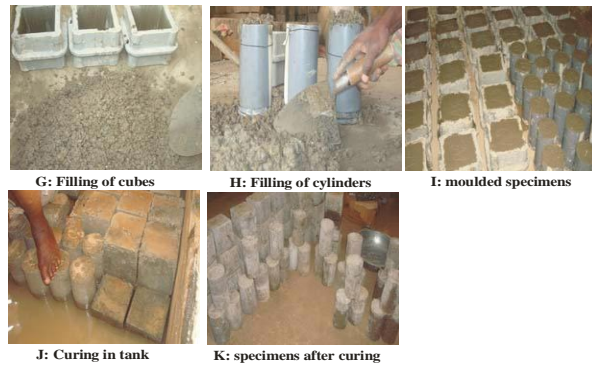 G: Filling of cubes
H: Filling of cylinders
I: moulded specimens
J: Curing in tank
K: specimens after curing